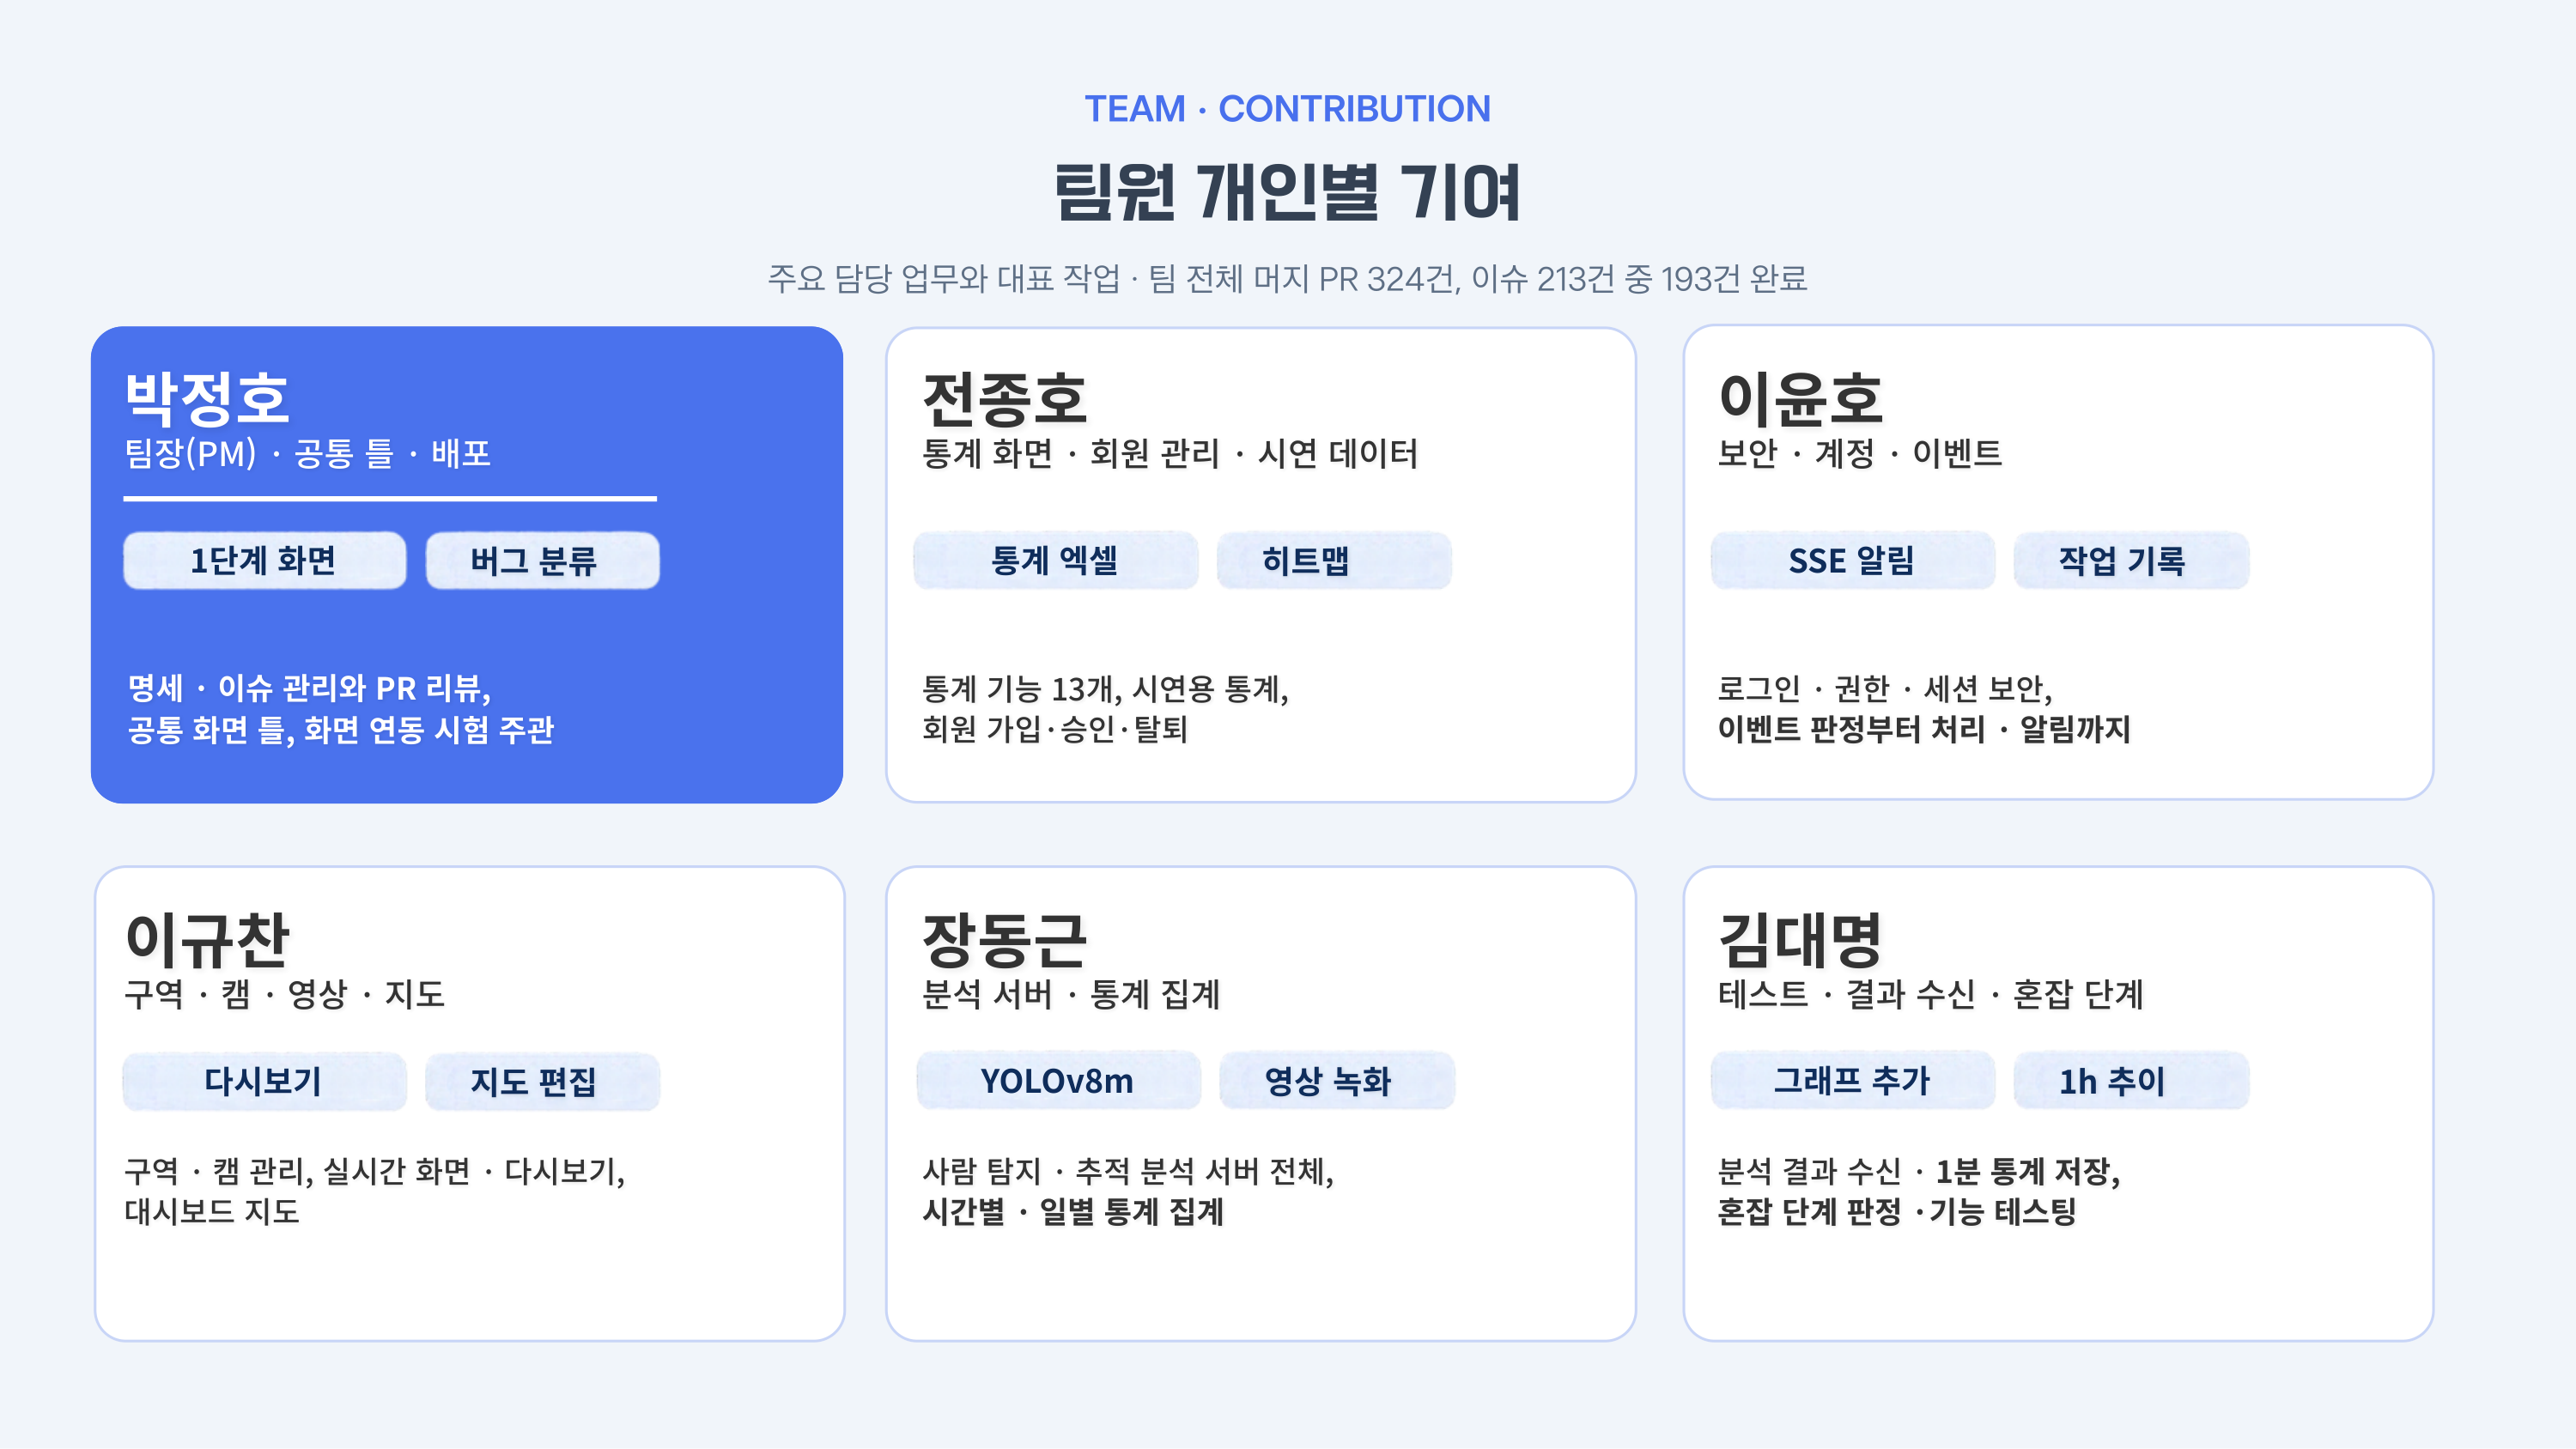 TEAM · CONTRIBUTION
팀원 개인별 기여
주요 담당 업무와 대표 작업 · 팀 전체 머지 PR 324건, 이슈 213건 중 193건 완료
박정호
팀장(PM) · 공통 틀 · 배포
1단계 화면
버그 분류
명세 · 이슈 관리와 PR 리뷰,
공통 화면 틀, 화면 연동 시험 주관
전종호
통계 화면 · 회원 관리 · 시연 데이터
통계 엑셀
히트맵
통계 기능 13개, 시연용 통계,
회원 가입·승인·탈퇴
이윤호
보안 · 계정 · 이벤트
SSE 알림
작업 기록
로그인 · 권한 · 세션 보안,
이벤트 판정부터 처리 · 알림까지
이규찬
구역 · 캠 · 영상 · 지도
다시보기
지도 편집
구역 · 캠 관리, 실시간 화면 · 다시보기,
대시보드 지도
장동근
분석 서버 · 통계 집계
YOLOv8m
영상 녹화
사람 탐지 · 추적 분석 서버 전체,
시간별 · 일별 통계 집계
김대명
테스트 · 결과 수신 · 혼잡 단계
그래프 추가
1h 추이
분석 결과 수신 · 1분 통계 저장,
혼잡 단계 판정 ·기능 테스팅